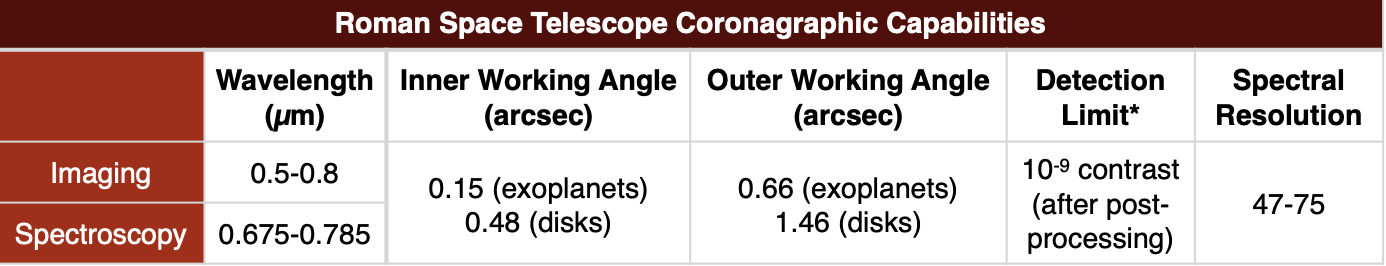 Roman Space Telescope Coronagraphic Capabilities
Wavelength
(µm)
Inner Working Angle
(arcsec)
Outer Working Angle
(arcsec)
Detection
Limit*
Spectral
Resolution
Imaging
0.5-0.8
0.15 (exoplanets)
0.48 (disks)
0.66 (exoplanets)
1.46 (disks)
10-9 contrast
(after post-
processing)
47-75
Spectroscopy
0.675-0.785